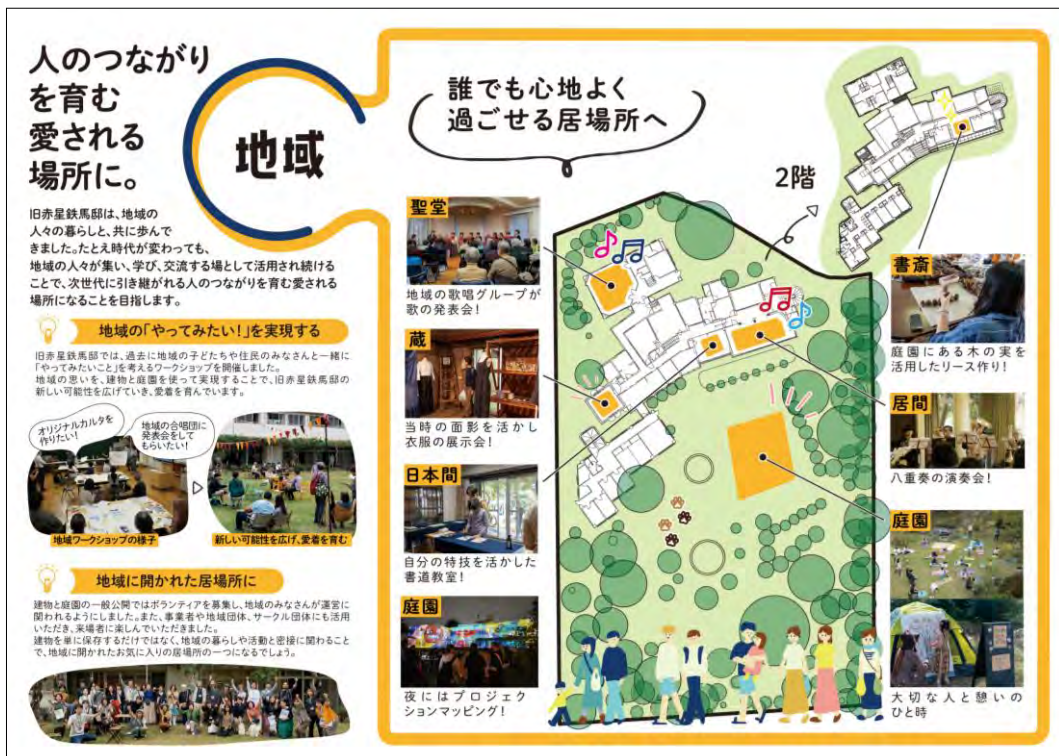 人のつながり
を育む
愛される
場所に。
地域
旧赤星鉄馬邸は、地域の
人々の暮らしと、共に歩んで
きました。たとえ時代が変わっても、
地域の人々が集い、学び、交流する場として活用され続ける
ことで、次世代に引き継がれる人のつながりを育む愛される
場所になることを目指します。
地域の「やってみたい!」を実現する
旧赤星鉄馬邸では、過去に地域の子どもたちや住民のみなさんと一緒に
「やってみたいこと」を考えるワークショップを開催しました。
地域の思いを、建物と庭園を使って実現することで、旧赤星鉄馬邸の
新しい可能性を広げていき、愛着を育んでいます。
オリジナルカルタを
作りたい!
地域の合唱団に
発表会をして
もらいたい!
地域ワークショップの様子
新しい可能性を広げ、愛着を育む
地域に開かれた居場所に
建物と庭園の一般公開ではボランティアを募集し、地域のみなさんが運営に
関われるようにしました。また、事業者や地域団体、サークル団体にも活用
いただき、来場者に楽しんでいただきました。
建物を単に保存するだけではなく、地域の暮らしや活動と密接に関わること
で、地域に開かれたお気に入りの居場所の一つになるでしょう。
誰でも心地よく
過ごせる居場所へ
2階
聖堂
地域の歌唱グループが
歌の発表会!
蔵
当時の面影を活かし
衣服の展示会!
日本間
自分の特技を活かした
書道教室!
庭園
夜にはプロジェク
ションマッピング!
書斎
庭園にある木の実を
活用したリース作り!
居間
八重奏の演奏会!
庭園
大切な人と憩いの
ひと時